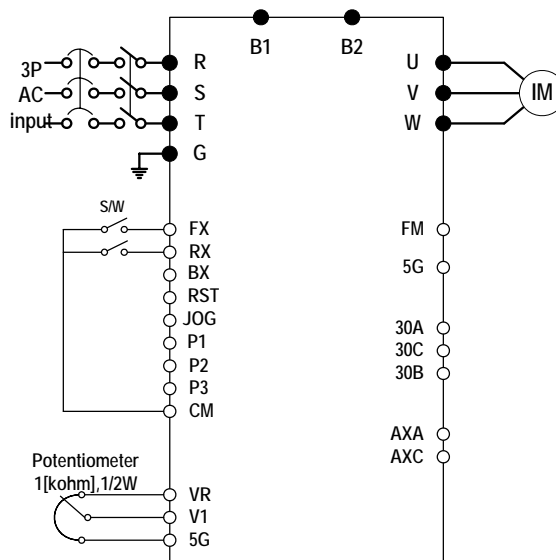 B1 B2
3P R U
AC S V IM
input T W
G
S/W
FX FM
RX
BX 5G
RST
JOG 30A
P1 30C
P2 30B
P3
CM
AXA
AXC
Potentiometer
1[kohm],1/2W
VR
V1
5G